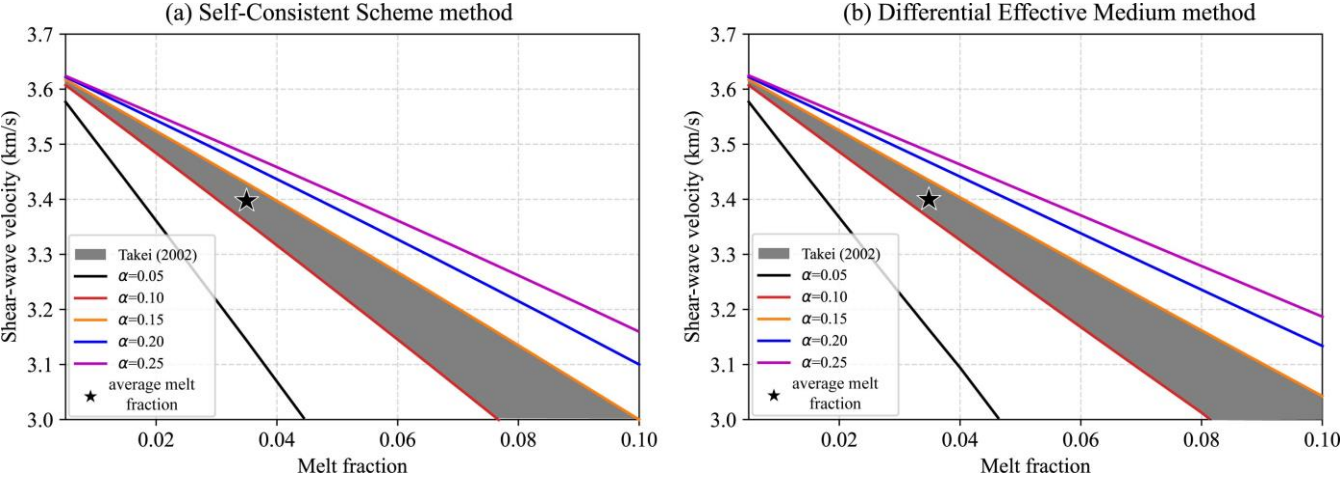 (a) Self-Consistent Scheme method
3.7
3.6
3.5
3.4
3.3
3.2
3.1
3.0
Shear-wave velocity (km/s)
Takei (2002)
α=0.05
α=0.10
α=0.15
α=0.20
α=0.25
average melt
fraction
0.02 0.04 0.06 0.08 0.10
Melt fraction
(b) Differential Effective Medium method
3.7
3.6
3.5
3.4
3.3
3.2
3.1
3.0
Shear-wave velocity (km/s)
Takei (2002)
α=0.05
α=0.10
α=0.15
α=0.20
α=0.25
average melt
fraction
0.02 0.04 0.06 0.08 0.10
Melt fraction